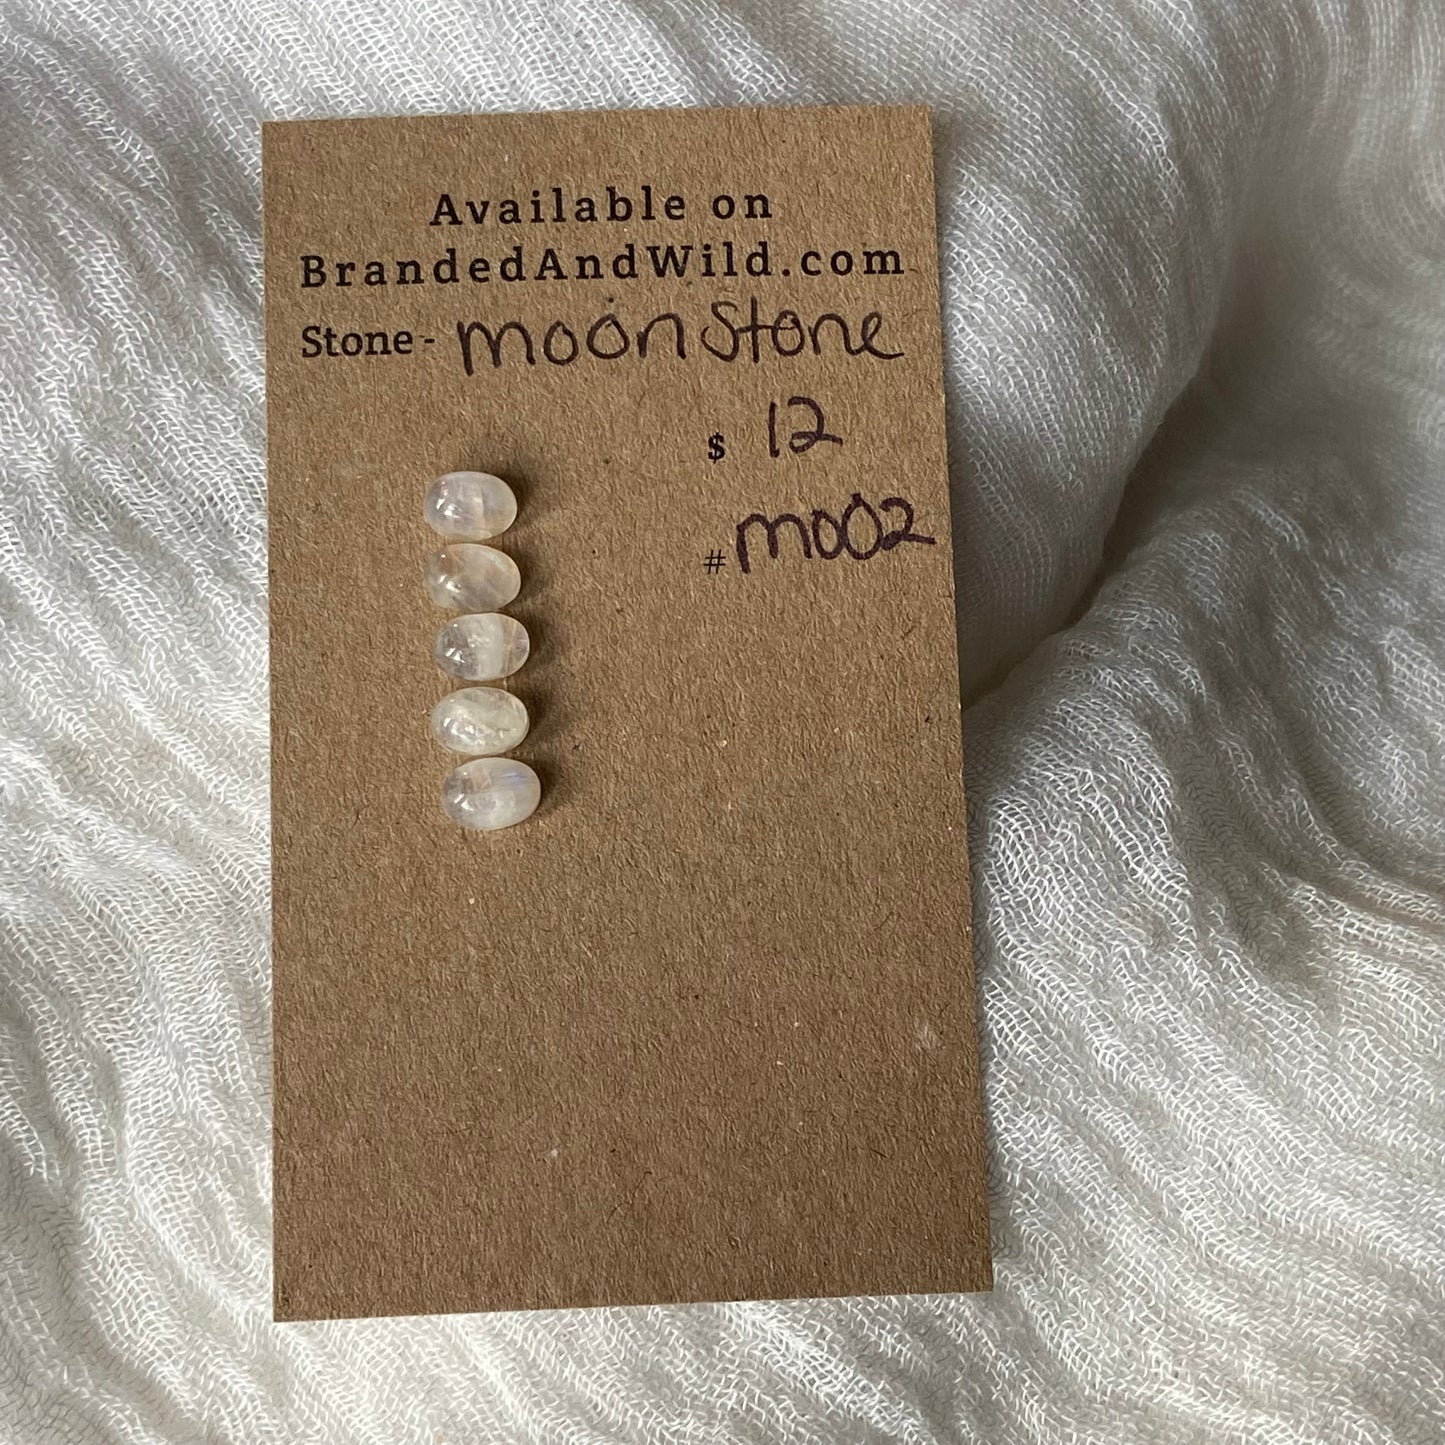 Available on
BrandedAndWild.com
Stone - moonstone
$ 12
# m002